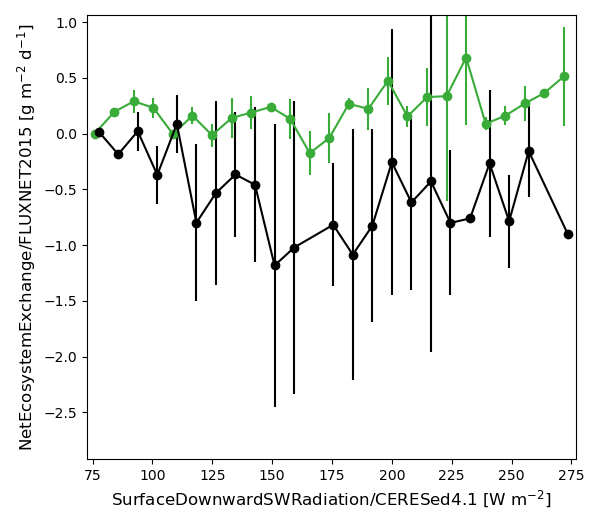 NetEcosystemExchange/FLUXNET2015 [g m⁻² d⁻¹]
1.0
0.5
0.0
−0.5
−1.0
−1.5
−2.0
−2.5
75 100 125 150 175 200 225 250 275
SurfaceDownwardSWRadiation/CERESed4.1 [W m⁻²]